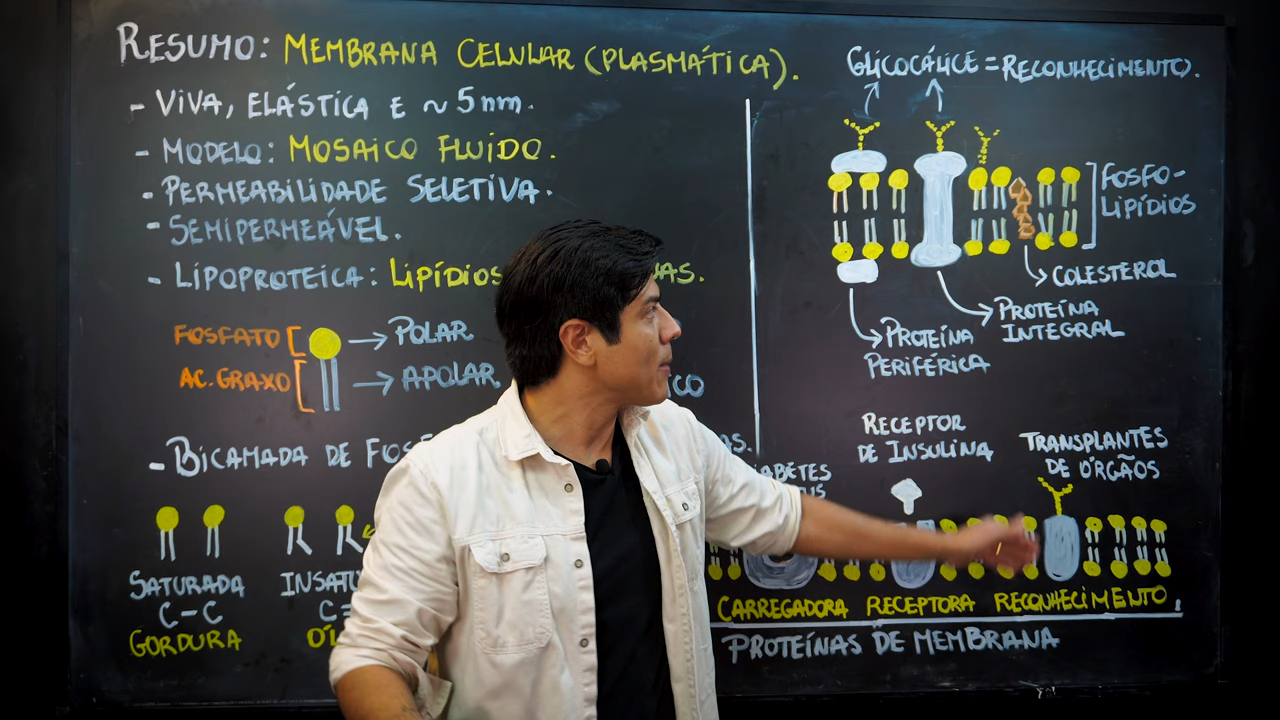 RESUMO: MEMBRANA CELULAR (PLASMÁTICA).
- VIVA, ELÁSTICA E ~ 5nm.
- MODELO: MOSAICO FLUÍDO.
- PERMEABILIDADE SELETIVA.
- SEMIPERMEÁVEL.
- LIPOPROTEICA: LIPÍDIOS
FOSFATO
POLAR
AC. GRAXO
APOLAR
- BICAMADA DE
SATURADA
C-C
GORDURA
GLICOCÁLICE = RECONHECIMENTO.
FOSFO-
LIPÍDIOS
COLESTEROL
PROTEÍNA
INTEGRAL
PROTEÍNA
PERIFÉRICA
RECEPTOR
DE INSULINA
TRANSPLANTES
DE ÓRGÃOS
CARREGADORA RECEPTORA RECONHECIMENTO
PROTEÍNAS DE MEMBRANA